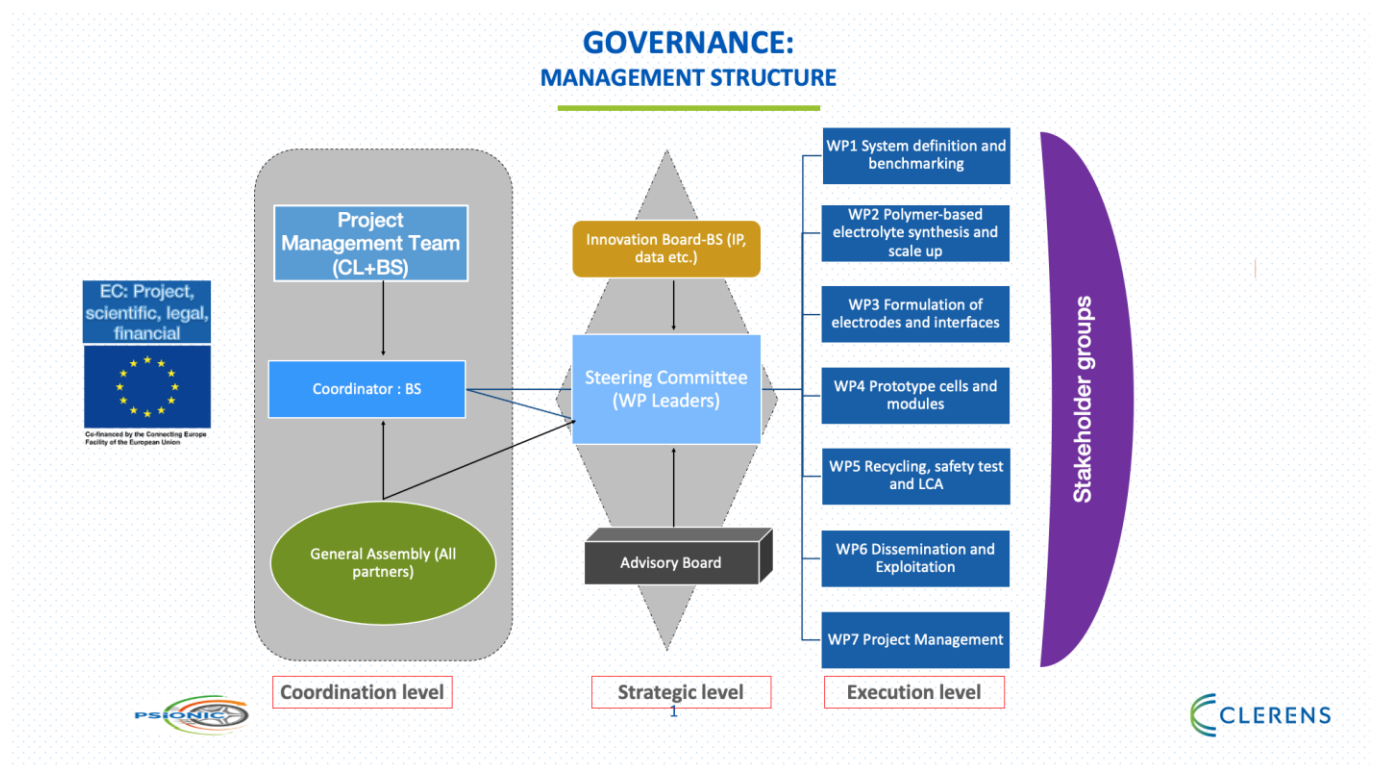 GOVERNANCE:
MANAGEMENT STRUCTURE
EC: Project,
scientific, legal,
financial
Co-financed by the Connecting Europe
Facility of the European Union
Project
Management Team
(CL+BS)
Coordinator : BS
General Assembly (All
partners)
Coordination level
Innovation Board-BS (IP,
data etc.)
Steering Committee
(WP Leaders)
Advisory Board
Strategic level
1
WP1 System definition and
benchmarking
WP2 Polymer-based
electrolyte synthesis and
scale up
WP3 Formulation of
electrodes and interfaces
WP4 Prototype cells and
modules
WP5 Recycling, safety test
and LCA
WP6 Dissemination and
Exploitation
WP7 Project Management
Execution level
Stakeholder groups
PSIONIC
CLERENS